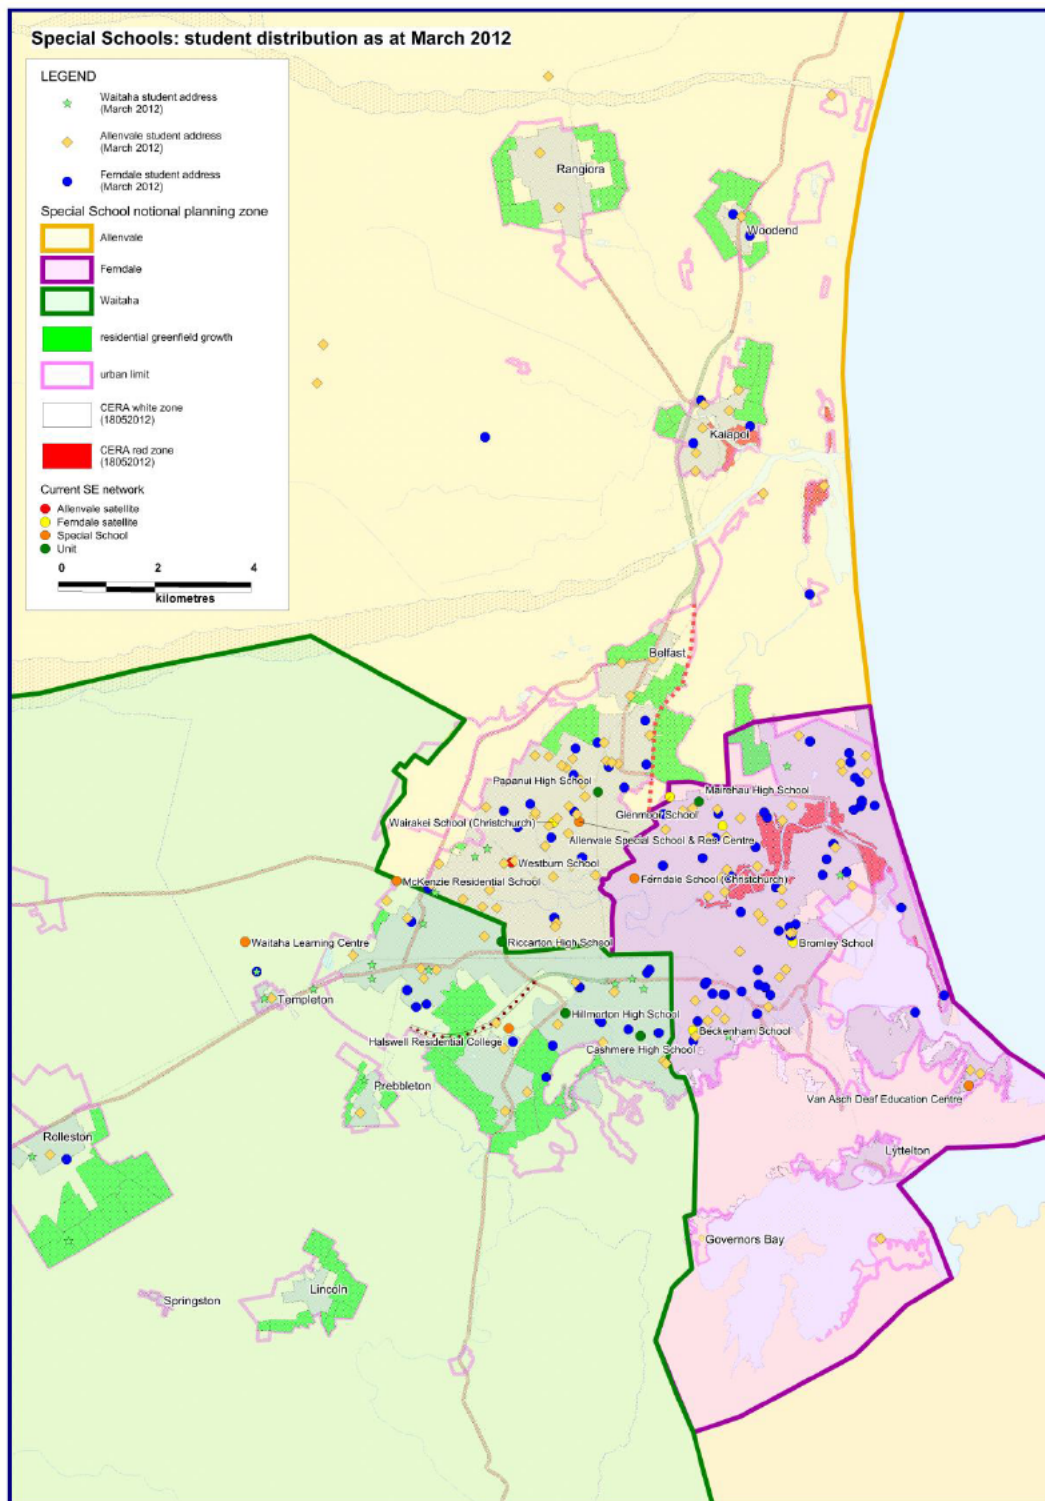 Special Schools: student distribution as at March 2012
LEGEND
Waitaha student address
(March 2012)
Allenvale student address
(March 2012)
Ferndale student address
(March 2012)
Special School notional planning zone
Allenvale
Ferndale
Waitaha
residential greenfield growth
urban limit
CERA white zone
(18052012)
CERA red zone
(18052012)
Current SE network
Allenvale satellite
Ferndale satellite
Special School
Unit
0 2 4
kilometres
Rangiora
Woodend
Kaiapoi
Belfast
Papanui High School
Mairehau High School
Glenmoor School
Wairakei School (Christchurch)
Allenvale Special School & Res Centre
Westburn School
McKenzie Residential School
Ferndale School (Christchurch)
Waitaha Learning Centre
Riccarton High School
Bromley School
Templeton
Hillmorton High School
Beckenham School
Halswell Residential College
Cashmere High School
Prebbleton
Van Asch Deaf Education Centre
Rolleston
Lyttelton
Governors Bay
Lincoln
Springston